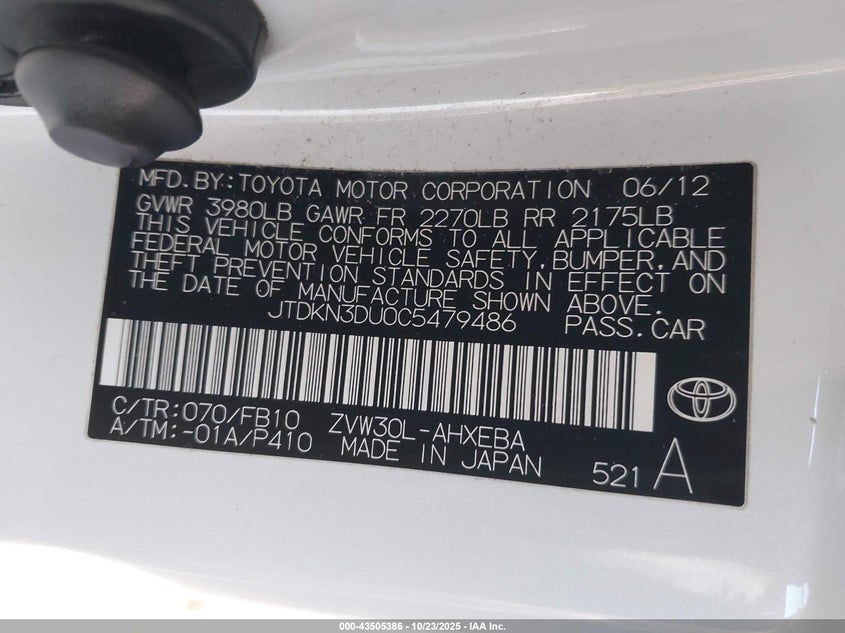 MFD.BY:TOYOTA MOTOR CORPORATION 06/12
GVWR 3980LB GAWR FR 2270LB RR 2175LB
THIS VEHICLE CONFORMS TO ALL APPLICABLE
FEDERAL MOTOR VEHICLE SAFETY,BUMPER,AND
THEFT PREVENTION STANDARDS IN EFFECT ON
THE DATE OF MANUFACTURE SHOWN ABOVE.
JTDKN3DU0C5479486 PASS.CAR
C/TR:070/FB10 ZVW30L-AHXEBA
A/TM:-01A/P410 MADE IN JAPAN 521 A
000-43505386 - 10/23/2025 - IAA Inc.